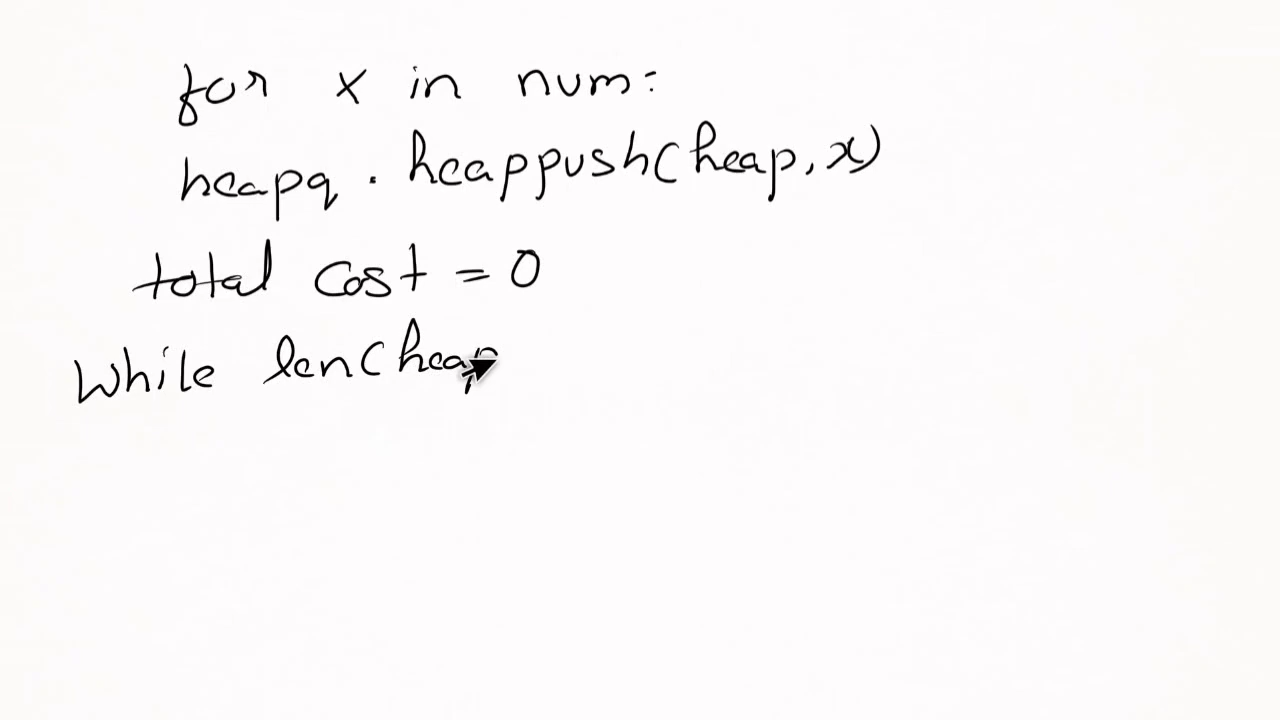 for x in num:
heapq . heappush(heap, x)
total cost = 0
While len(heap